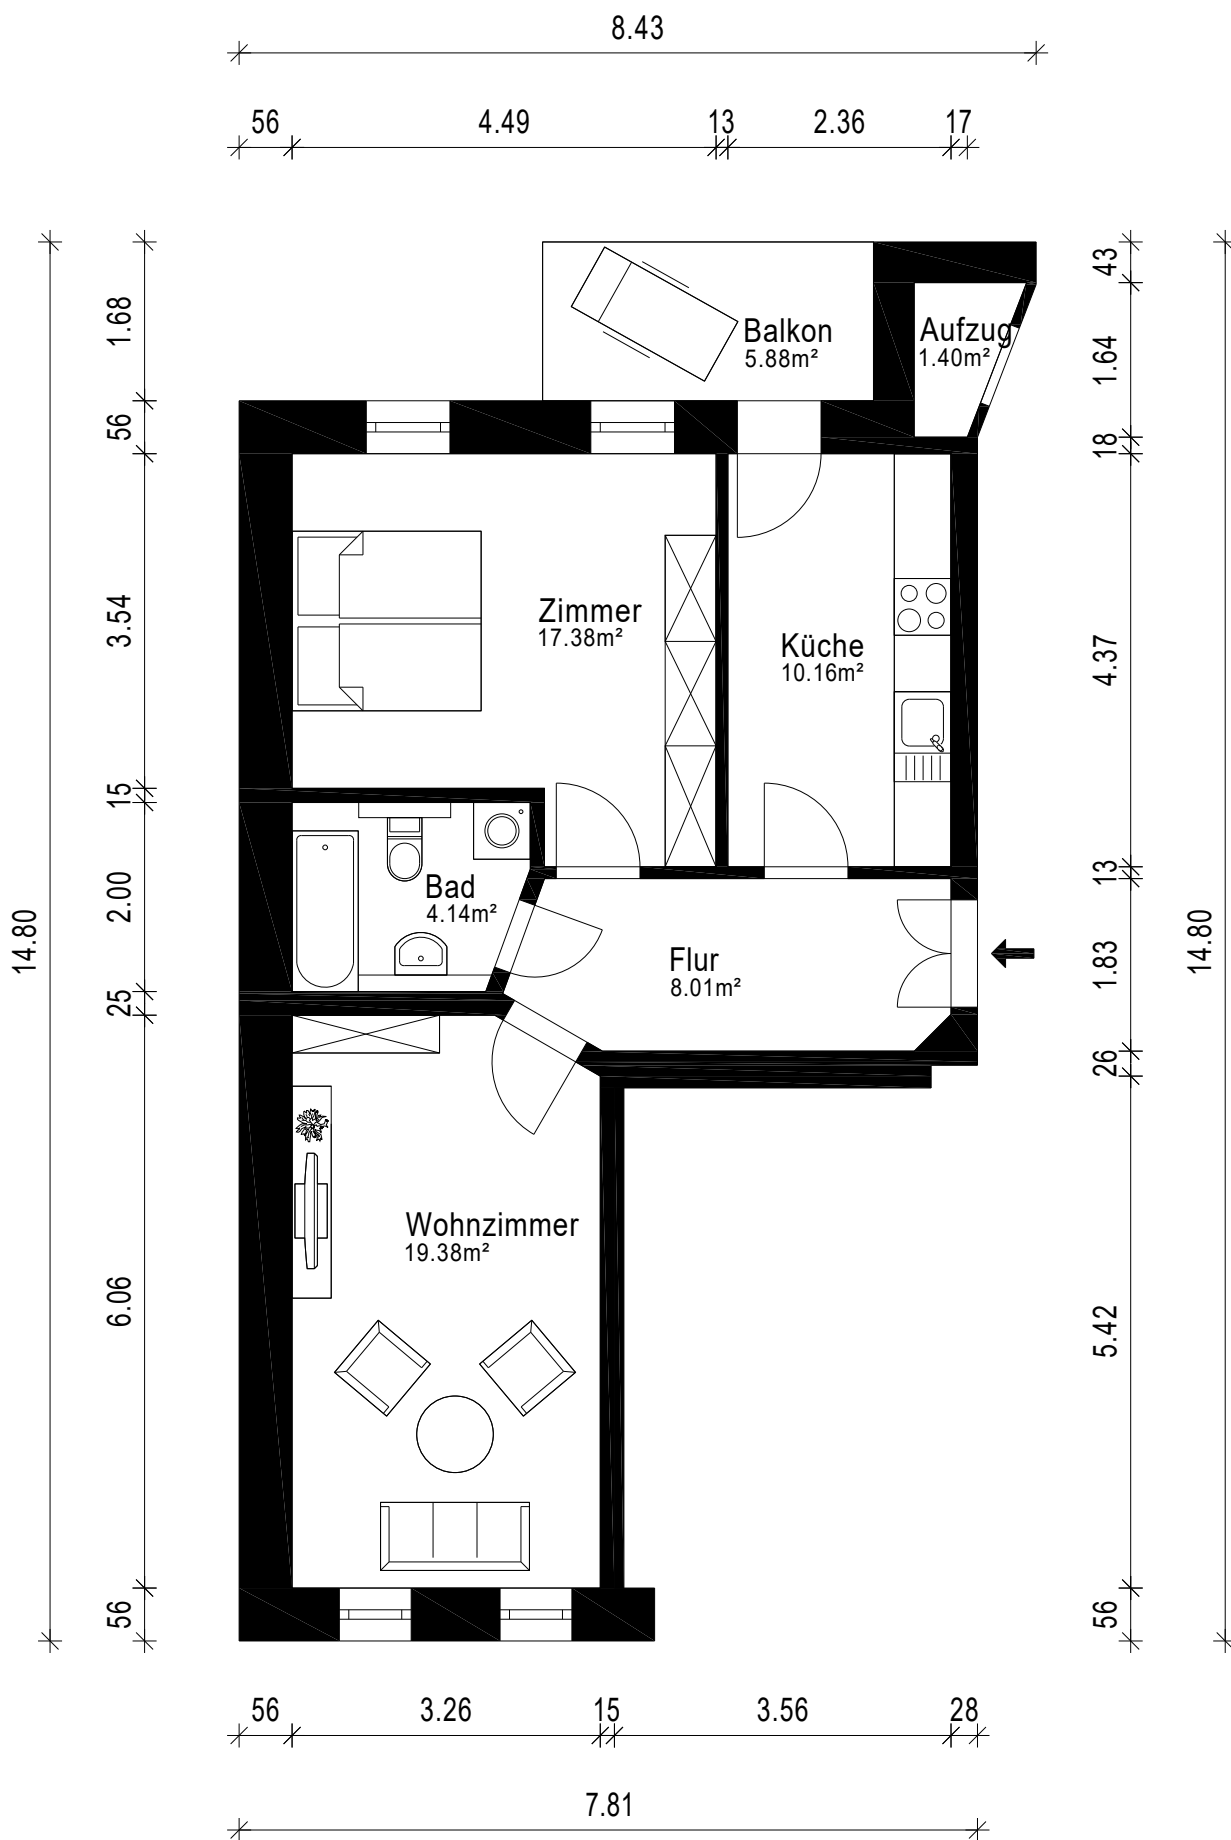 8.43
56 4.49 13 2.36 17
14.80
1.68
56
3.54
15
2.00
25
6.06
56
Balkon
5.88m²
Aufzug
1.40m²
Zimmer
17.38m²
Küche
10.16m²
Bad
4.14m²
Flur
8.01m²
Wohnzimmer
19.38m²
43
1.64
18
4.37
13
1.83
26
5.42
56
14.80
56 3.26 15 3.56 28
7.81